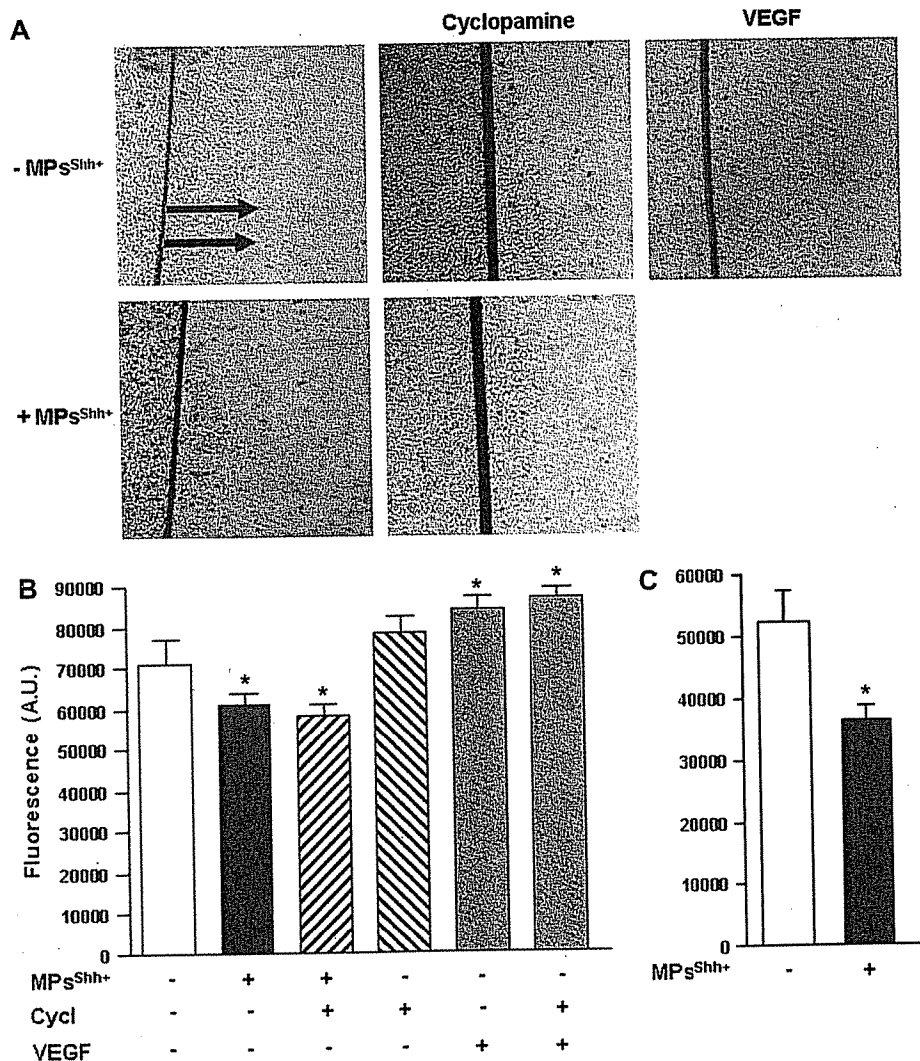 A
Cyclopamine
VEGF
- MPsShh+
+ MPsShh+
B
Fluorescence (A.U.)
90000
80000
70000
60000
50000
40000
30000
20000
10000
0
* * * *
MPsShh+ - + + - - -
Cycl - - + + - +
VEGF - - - - + +
C
60000
50000
40000
30000
20000
10000
0
*
MPsShh+ - +